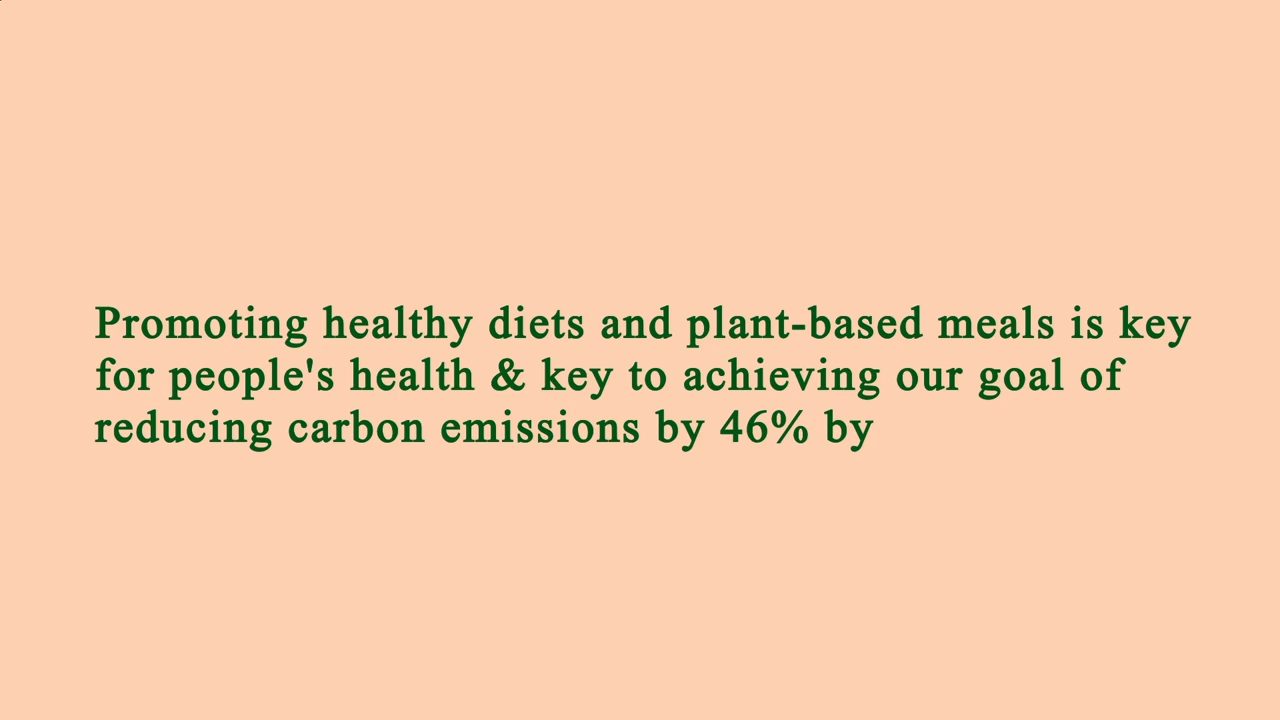 Promoting healthy diets and plant-based meals is key
for people's health & key to achieving our goal of
reducing carbon emissions by 46% by